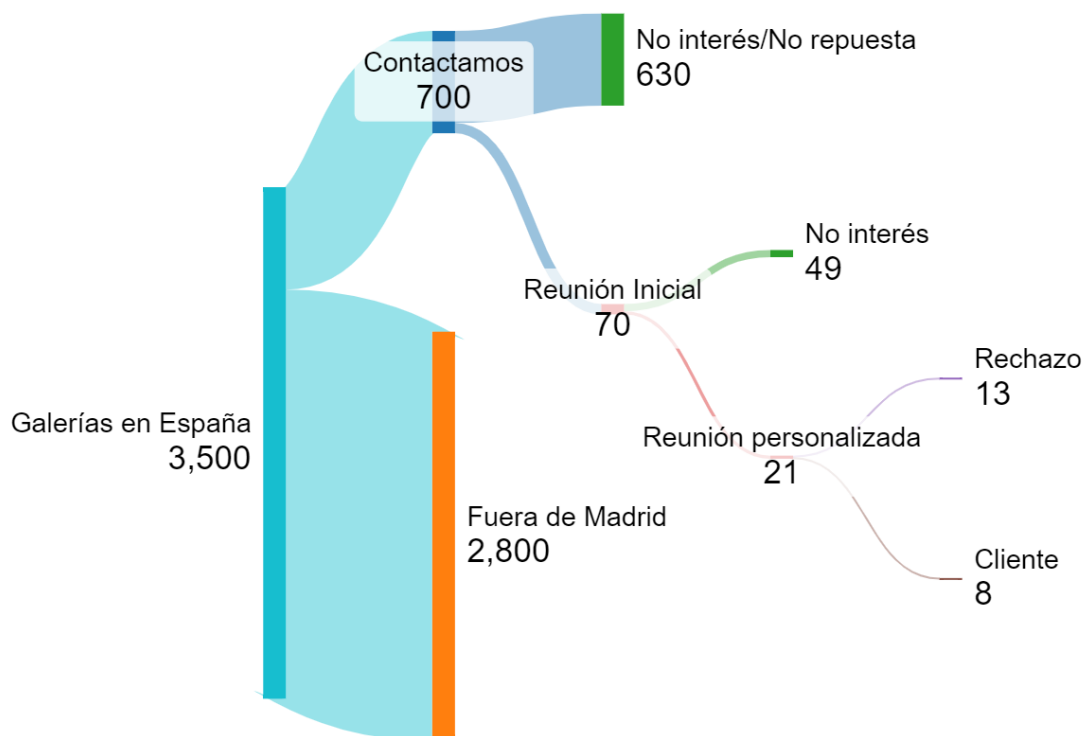 No interés/No repuesta
630
Contactamos
700
No interés
49
Reunión Inicial
70
Rechazo
13
Reunión personalizada
21
Galerías en España
3,500
Fuera de Madrid
2,800
Cliente
8